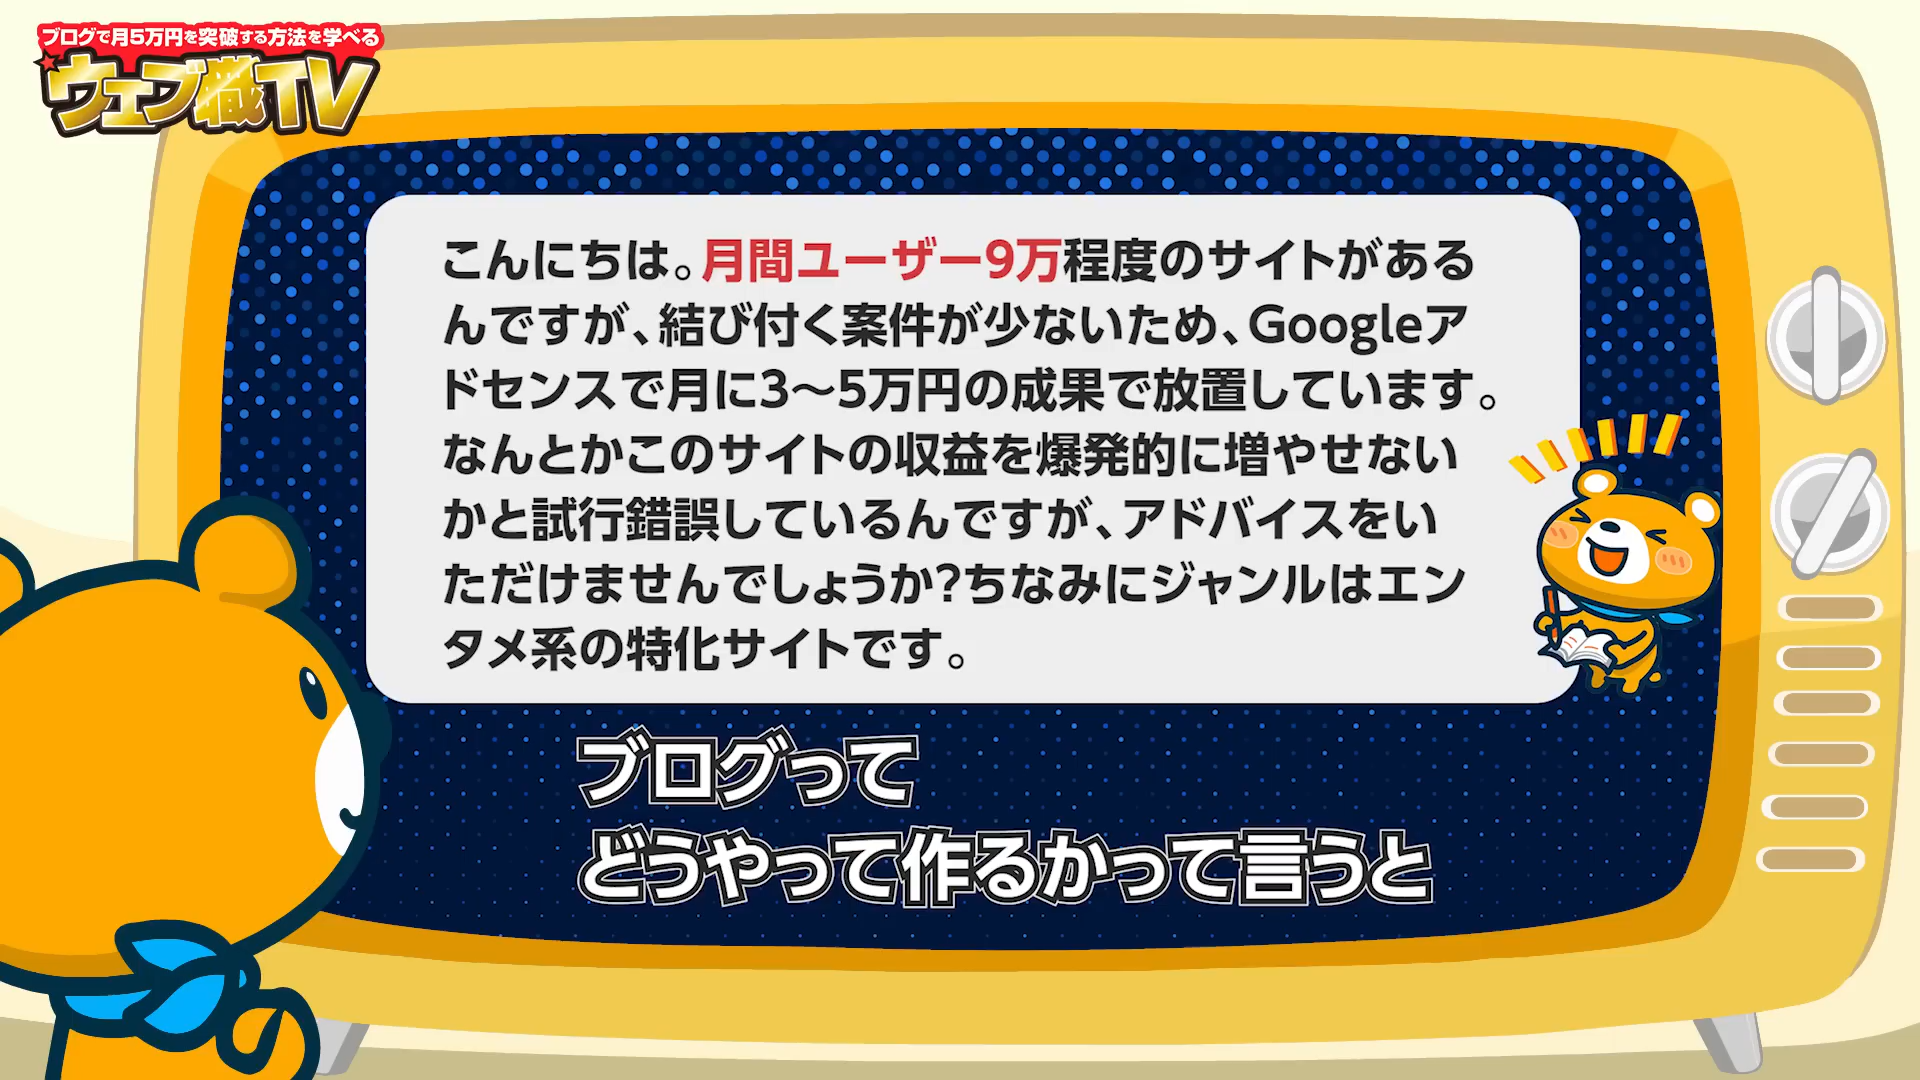 ブログで月5万円を突破する方法を学べる
ウェブ職TV
こんにちは。月間ユーザー9万程度のサイトがある
んですが、結び付く案件が少ないため、Googleア
ドセンスで月に3〜5万円の成果で放置しています。
なんとかこのサイトの収益を爆発的に増やせない
かと試行錯誤しているんですが、アドバイスをい
ただけませんでしょうか?ちなみにジャンルはエン
タメ系の特化サイトです。
ブログって
どうやって作るかって言うと